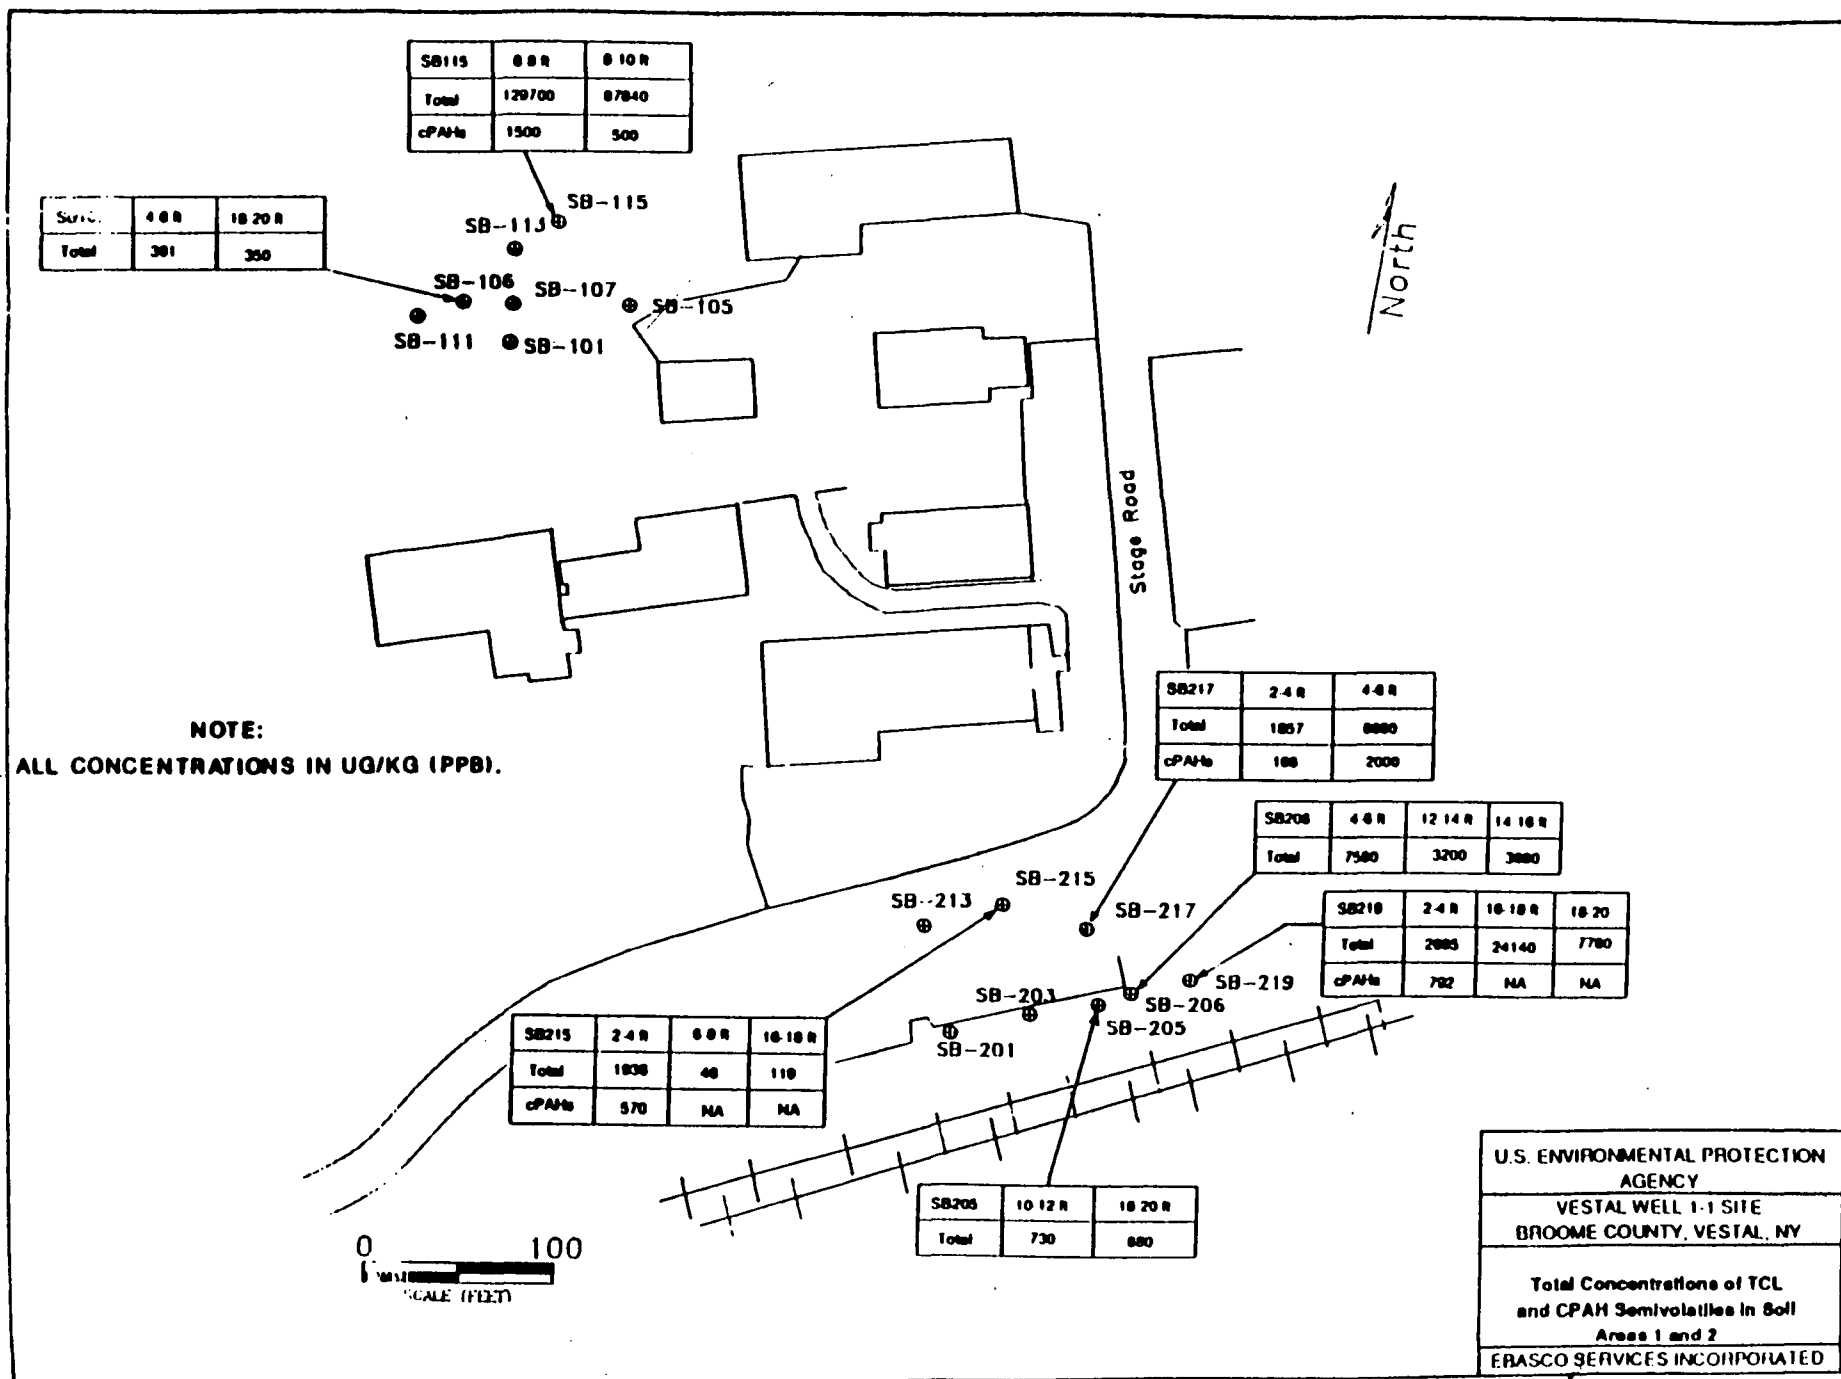 SB115 6-8 ft 8-10 ft
Total 129700 87840
cPAHs 1500 500
4-6 ft 18-20 ft
Total 381 350
SB-115
SB-113
SB-106
SB-107
SB-105
SB-111
SB-101
North
Stage Road
NOTE:
ALL CONCENTRATIONS IN UG/KG (PPB).
SB217 2-4 ft 4-6 ft
Total 1857
cPAHs 2000
SB206 4-6 ft 12-14 ft 14-16 ft
Total 7580 3200
SB219 2-4 ft 16-18 ft 18-20
Total 24140 7780
cPAHs 792 NA NA
SB-215
SB-213
SB-217
SB-219
SB-203
SB-206
SB-205
SB-201
SB215 2-4 ft 6-8 ft 16-18 ft
Total 1936 46 119
cPAHs 570 NA NA
SB205 10-12 ft 18-20 ft
Total 730
0 100
SCALE (FEET)
U.S. ENVIRONMENTAL PROTECTION
AGENCY
VESTAL WELL 1-1 SITE
BROOME COUNTY, VESTAL, NY
Total Concentrations of TCL
and CPAH Semivolatiles in Soil
Areas 1 and 2
EBASCO SERVICES INCORPORATED